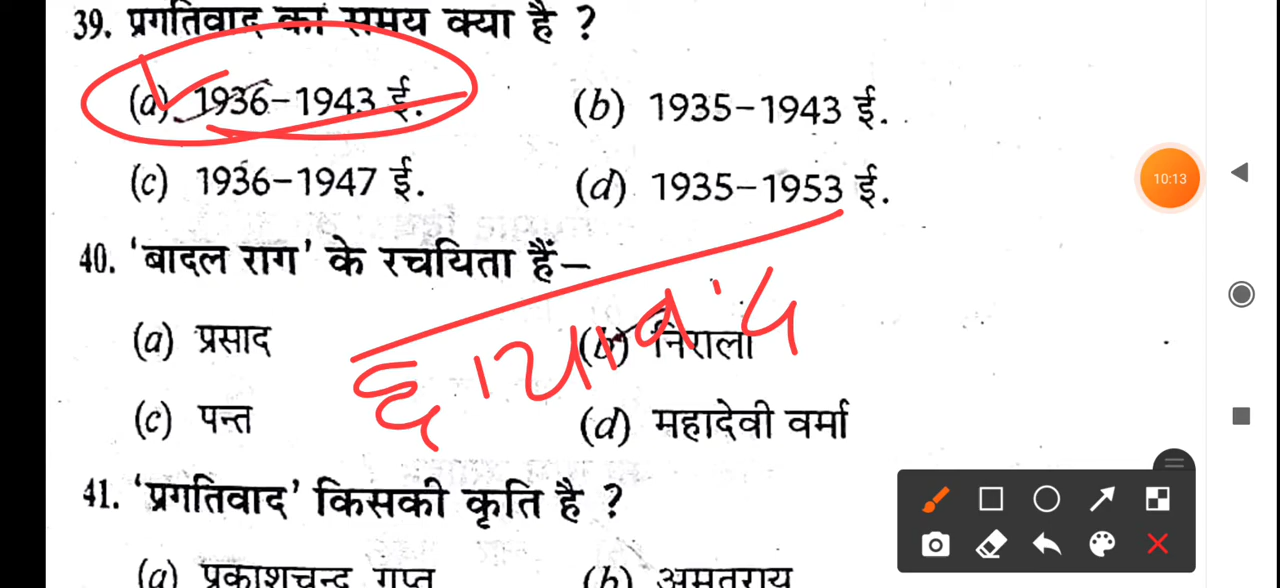 39. प्रगतिवाद का समय क्या है ?
(a) 1936-1943 ई.
(b) 1935-1943 ई.
(c) 1936-1947 ई.
(d) 1935-1953 ई.
40. 'बादल राग' के रचयिता हैं-
(a) प्रसाद
(b) निराला
(c) पन्त
(d) महादेवी वर्मा
छायावाद
41. 'प्रगतिवाद' किसकी कृति है ?
(a) प्रकाशचन्द्र गुप्त
(b) अमृतराय
10:13